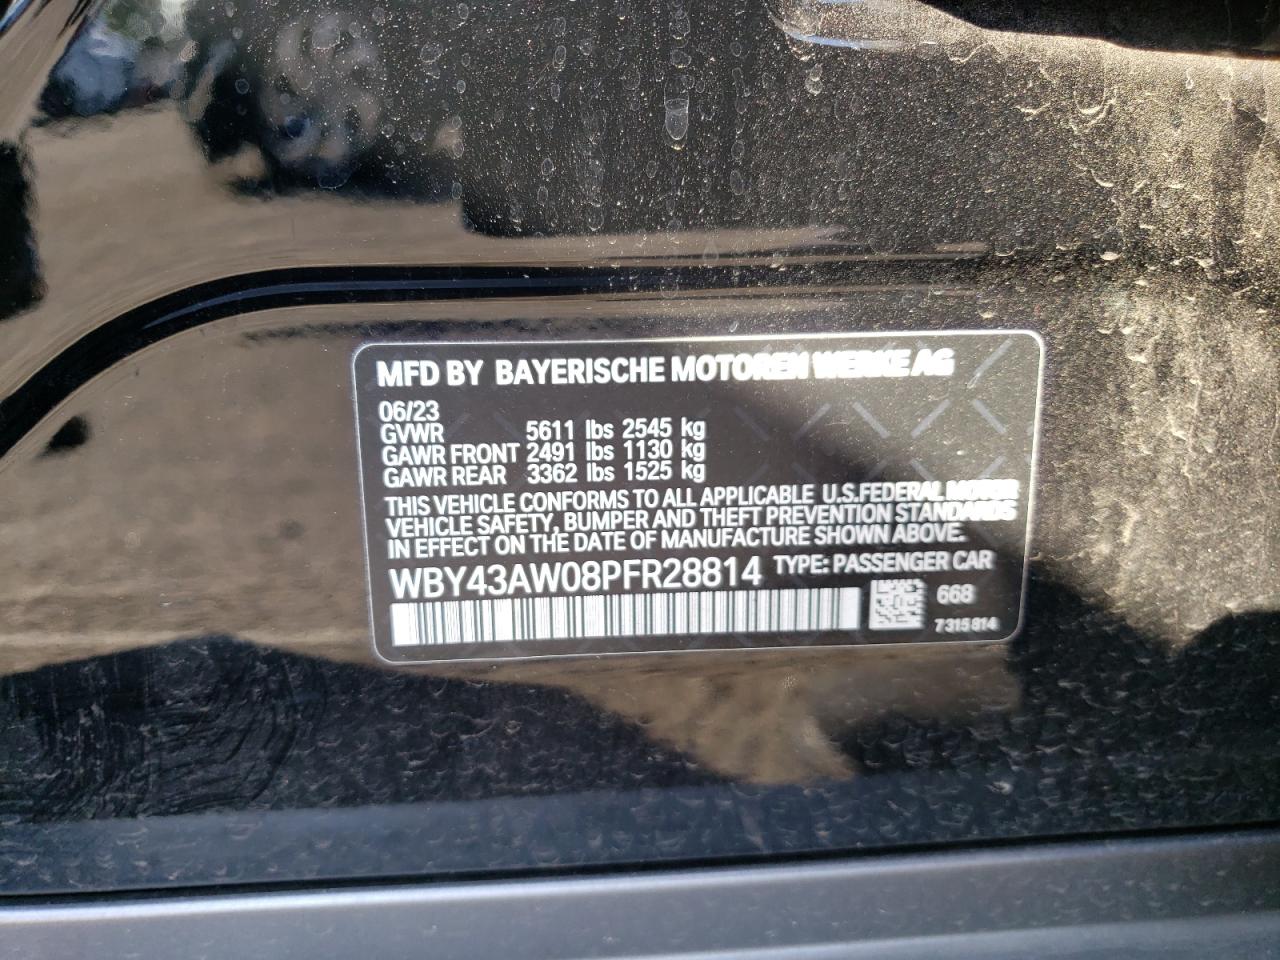 MFD BY BAYERISCHE MOTOREN WERKE AG
06/23
GVWR 5611 lbs 2545 kg
GAWR FRONT 2491 lbs 1130 kg
GAWR REAR 3362 lbs 1525 kg
THIS VEHICLE CONFORMS TO ALL APPLICABLE U.S.FEDERAL MOTOR
VEHICLE SAFETY, BUMPER AND THEFT PREVENTION STANDARDS
IN EFFECT ON THE DATE OF MANUFACTURE SHOWN ABOVE.
WBY43AW08PFR28814 TYPE: PASSENGER CAR
668
7315814